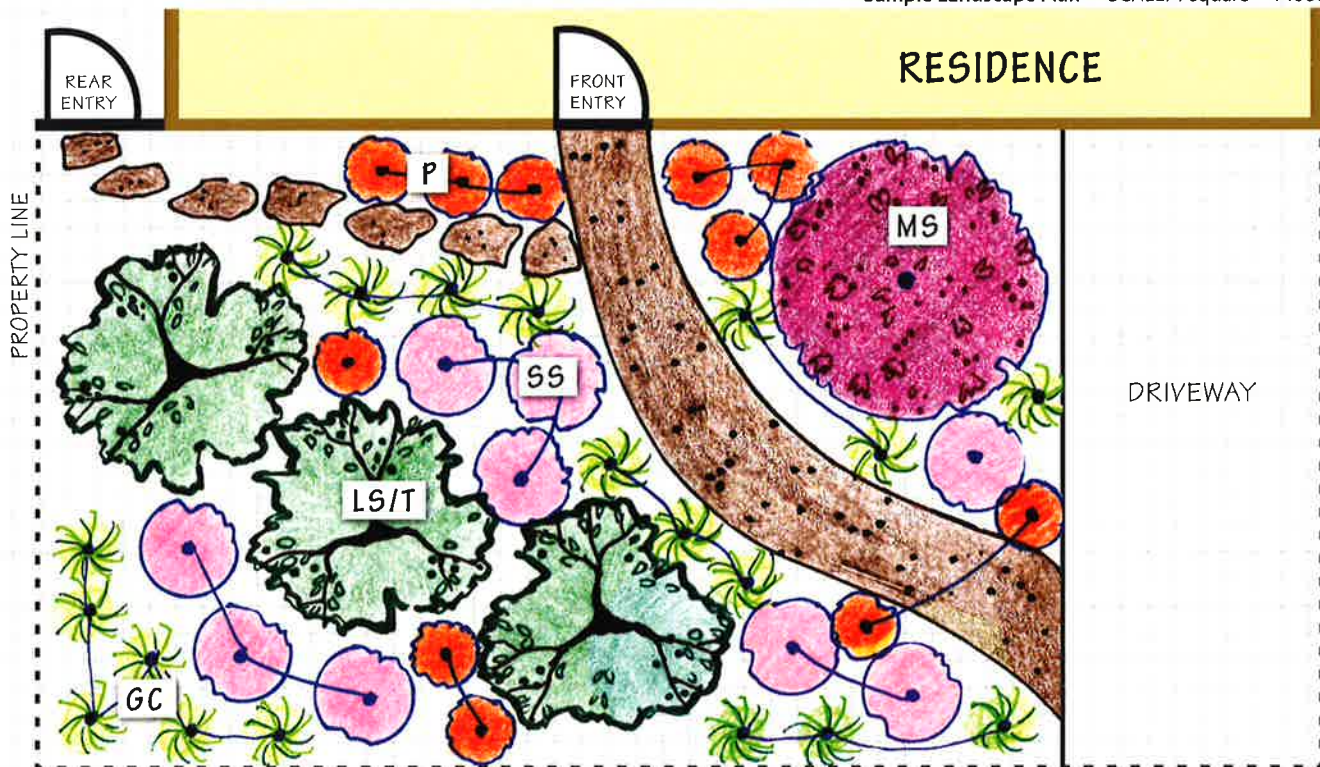 RESIDENCE
REAR
ENTRY
FRONT
ENTRY
P
MS
PROPERTY LINE
SS
DRIVEWAY
LS/T
GC